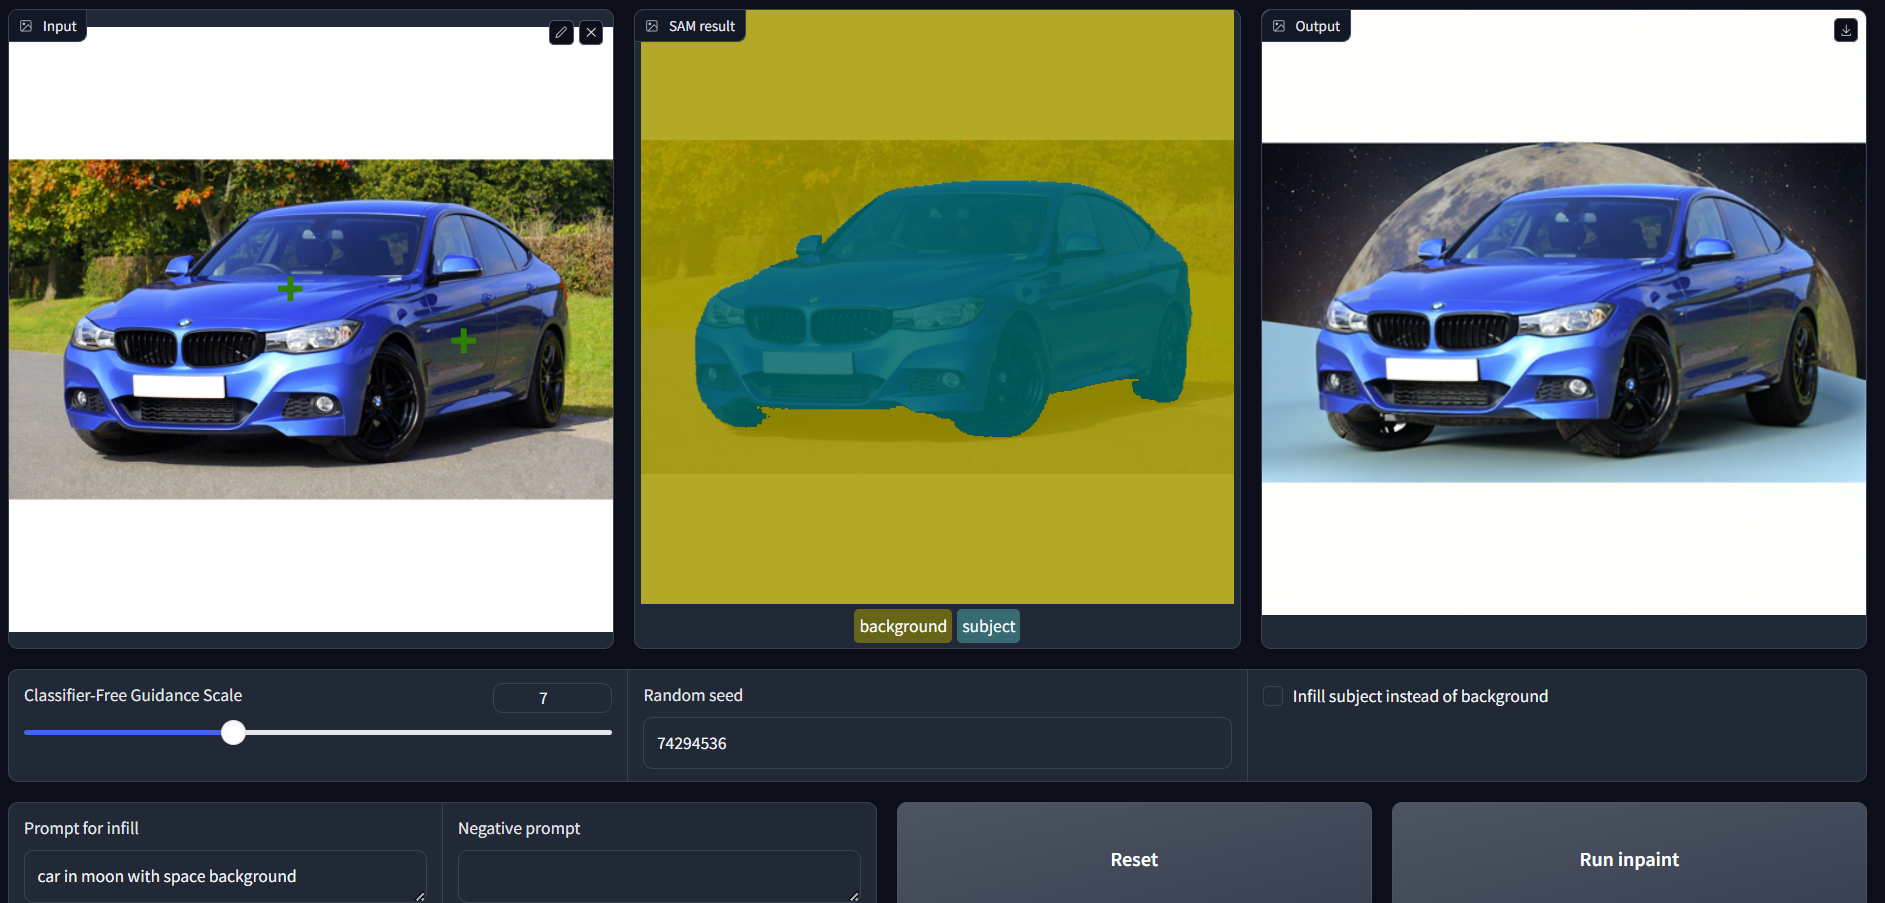 Input
SAM result
Output
background subject
Classifier-Free Guidance Scale
7
Random seed
74294536
Infill subject instead of background
Prompt for infill
car in moon with space background
Negative prompt
Reset
Run inpaint